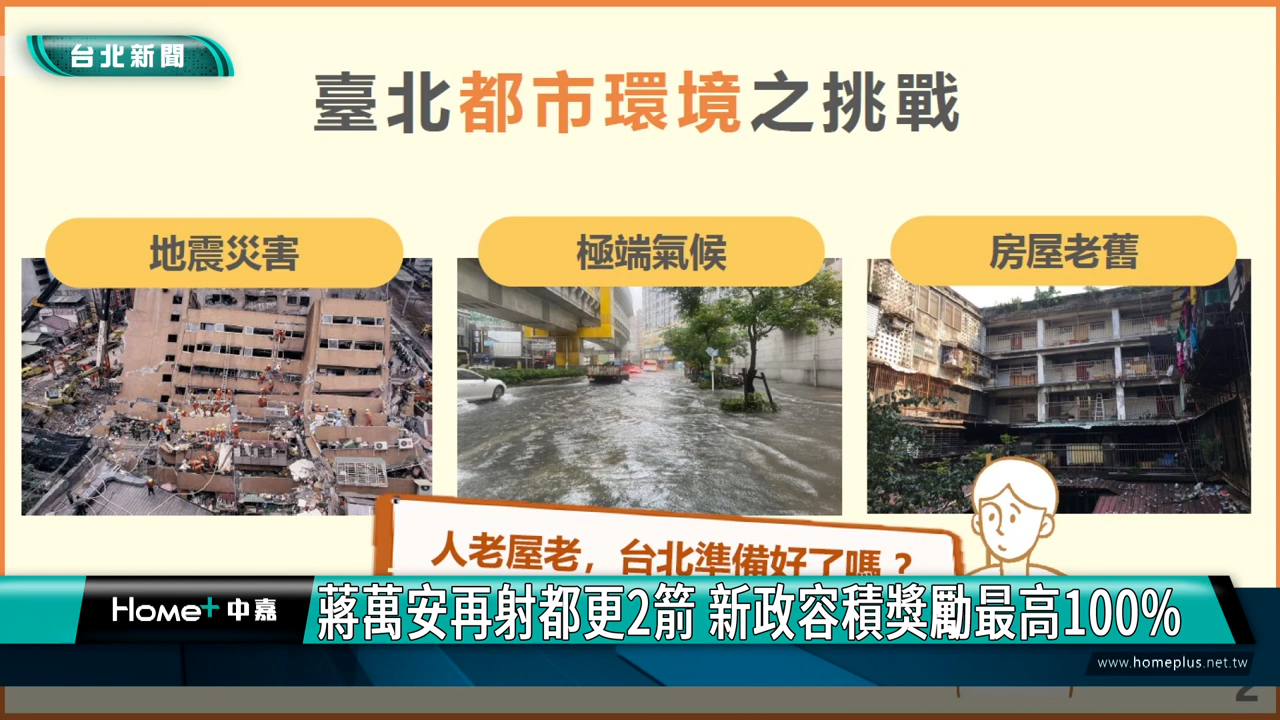 台北新聞
臺北都市環境之挑戰
地震災害
極端氣候
房屋老舊
人老屋老，台北準備好了嗎？
Home+中嘉
蔣萬安再射都更2箭 新政容積獎勵最高100%
www.homeplus.net.tw
2